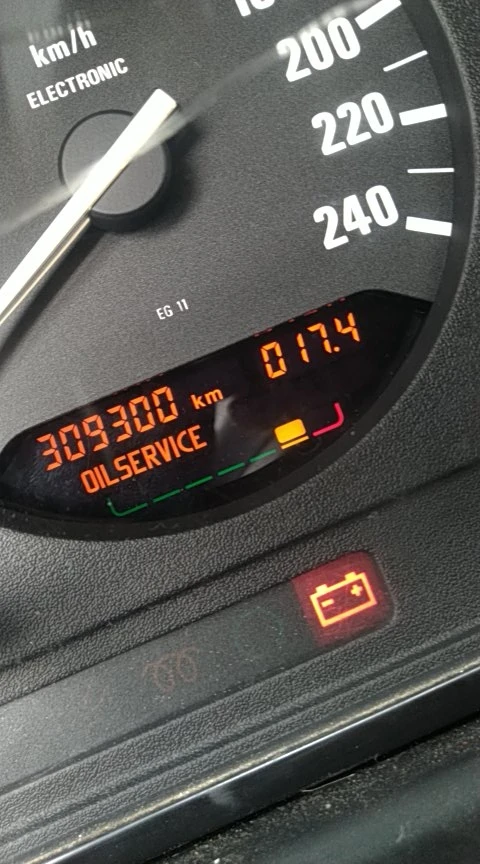 km/h
ELECTRONIC
200
220
240
EG 11
017.4
309300 km
OILSERVICE